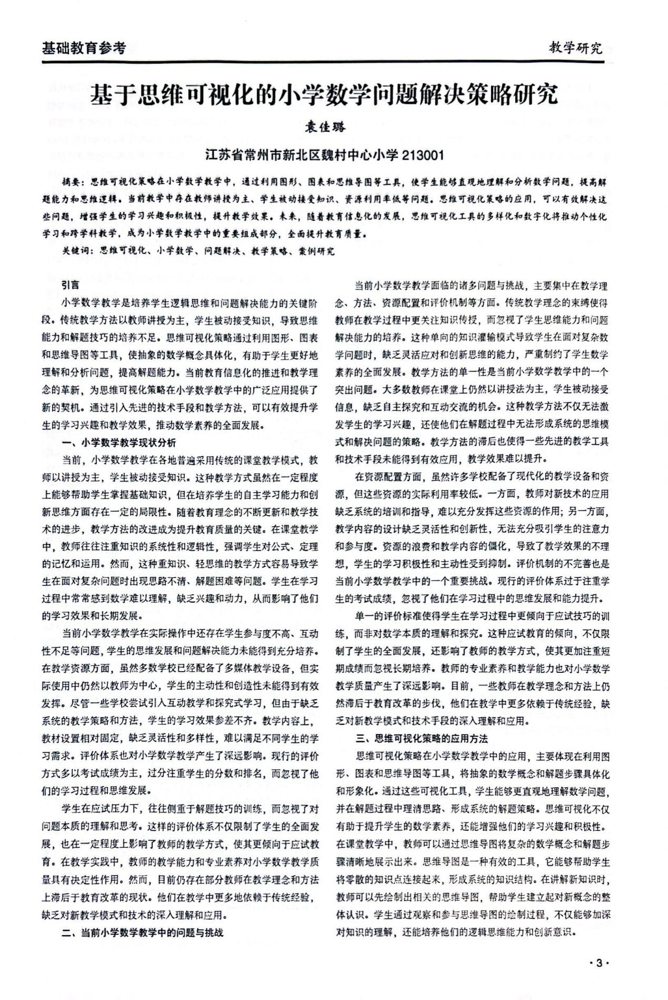 基础教育参考
教学研究
基于思维可视化的小学数学问题解决策略研究
袁佳璐
江苏省常州市新北区魏村中心小学 213001
摘要：思维可视化策略在小学数学教学中，通过利用图形、图表和思维导图等工具，使学生能够直观地理解和分析数学问题，提高解
题能力和思维逻辑。当前教学中存在教师讲授为主、学生被动接受知识、资源利用率低等问题。思维可视化策略的应用，可以有效解决这
些问题，增强学生的学习兴趣和积极性，提升教学效果。未来，随着教育信息化的发展，思维可视化工具的多样化和数字化将推动个性化
学习和跨学科教学，成为小学数学教学中的重要组成部分，全面提升教育质量。
关键词：思维可视化、小学数学、问题解决、教学策略、案例研究
引言
小学数学教学是培养学生逻辑思维和问题解决能力的关键阶
段。传统教学方法以教师讲授为主，学生被动接受知识，导致思维
能力和解题技巧的培养不足。思维可视化策略通过利用图形、图表
和思维导图等工具，使抽象的数学概念具体化，有助于学生更好地
理解和分析问题，提高解题能力。当前教育信息化的推进和教学理
念的革新，为思维可视化策略在小学数学教学中的广泛应用提供了
新的契机。通过引入先进的技术手段和教学方法，可以有效提升学
生的学习兴趣和教学效果，推动数学素养的全面发展。
一、小学数学教学现状分析
当前，小学数学教学在各地普遍采用传统的课堂教学模式，教
师以讲授为主，学生被动接受知识。这种教学方式虽然在一定程度
上能够帮助学生掌握基础知识，但在培养学生的自主学习能力和创
新思维方面存在一定的局限性。随着教育理念的不断更新和教学技
术的进步，教学方法的改进成为提升教育质量的关键。在课堂教学
中，教师往往注重知识的系统性和逻辑性，强调学生对公式、定理
的记忆和运用。然而，这种重知识、轻思维的教学方式容易导致学
生在面对复杂问题时出现思路不清、解题困难等问题。学生在学习
过程中常常感到数学难以理解，缺乏兴趣和动力，从而影响了他们
的学习效果和长期发展。
当前小学数学教学在实际操作中还存在学生参与度不高、互动
性不足等问题，学生的思维发展和问题解决能力未能得到充分培养。
在教学资源方面，虽然多数学校已经配备了多媒体教学设备，但实
际使用中仍然以教师为中心，学生的主动性和创造性未能得到有效
发挥。尽管一些学校尝试引入互动教学和探究式学习，但由于缺乏
系统的教学策略和方法，学生的学习效果参差不齐。教学内容上，
教材设置相对固定，缺乏灵活性和多样性，难以满足不同学生的学
习需求。评价体系也对小学数学教学产生了深远影响。现行的评价
方式多以考试成绩为主，过分注重学生的分数和排名，而忽视了他
们的学习过程和思维发展。
学生在应试压力下，往往侧重于解题技巧的训练，而忽视了对
问题本质的理解和思考。这样的评价体系不仅限制了学生的全面发
展，也在一定程度上影响了教师的教学方式，使其更倾向于应试教
育。在教学实践中，教师的教学能力和专业素养对小学数学教学质
量具有决定性作用。然而，目前仍存在部分教师在教学理念和方法
上滞后于教育改革的现状。他们在教学中更多地依赖于传统经验，
缺乏对新教学模式和技术的深入理解和应用。
二、当前小学数学教学中的问题与挑战
当前小学数学教学面临的诸多问题与挑战，主要集中在教学理
念、方法、资源配置和评价机制等方面。传统教学理念的束缚使得
教师在教学过程中更关注知识传授，而忽视了学生思维能力和问题
解决能力的培养。这种单向的知识灌输模式导致学生在面对复杂数
学问题时，缺乏灵活应对和创新思维的能力，严重制约了学生数学
素养的全面发展。教学方法的单一性是当前小学数学教学中的一个
突出问题。大多数教师在课堂上仍然以讲授法为主，学生被动接受
信息，缺乏自主探究和互动交流的机会。这种教学方法不仅无法激
发学生的学习兴趣，还使他们在解题过程中无法形成系统的思维模
式和解决问题的策略。教学方法的滞后也使得一些先进的教学工具
和技术手段未能得到有效应用，教学效果难以提升。
在资源配置方面，虽然许多学校配备了现代化的教学设备和资
源，但这些资源的实际利用率较低。一方面，教师对新技术的应用
缺乏系统的培训和指导，难以充分发挥这些资源的作用；另一方面，
教学内容的设计缺乏灵活性和创新性，无法充分吸引学生的注意力
和参与度。资源的浪费和教学内容的僵化，导致了教学效果的不理
想，学生的学习积极性和主动性受到抑制。评价机制的不完善也是
当前小学数学教学中的一个重要挑战。现行的评价体系过于注重学
生的考试成绩，忽视了他们在学习过程中的思维发展和能力提升。
单一的评价标准使得学生在学习过程中更倾向于应试技巧的训
练，而非对数学本质的理解和探究。这种应试教育的倾向，不仅限
制了学生的全面发展，还影响了教师的教学方式，使其更加注重短
期成绩而忽视长期培养。教师的专业素养和教学能力也对小学数学
教学质量产生了深远影响。目前，一些教师在教学理念和方法上仍
然滞后于教育改革的步伐，他们在教学中更多依赖于传统经验，缺
乏对新教学模式和技术手段的深入理解和应用。
三、思维可视化策略的应用方法
思维可视化策略在小学数学教学中的应用，主要体现在利用图
形、图表和思维导图等工具，将抽象的数学概念和解题步骤具体化
和形象化。通过这些可视化工具，学生能够更直观地理解数学问题，
并在解题过程中理清思路、形成系统的解题策略。思维可视化不仅
有助于提升学生的数学素养，还能增强他们的学习兴趣和积极性。
在课堂教学中，教师可以通过思维导图将复杂的数学概念和解题步
骤清晰地展示出来。思维导图是一种有效的工具，它能够帮助学生
将零散的知识点连接起来，形成系统的知识结构。在讲解新知识时，
教师可以先绘制出相关的思维导图，帮助学生建立起对新概念的整
体认识。学生通过观察和参与思维导图的绘制过程，不仅能够加深
对知识的理解，还能培养他们的逻辑思维能力和创新意识。
·3·